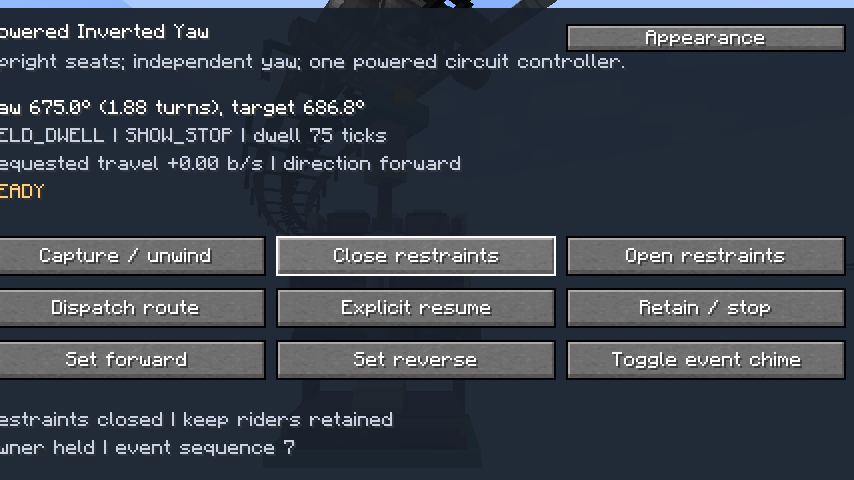 owered Inverted Yaw
Appearance
pright seats; independent yaw; one powered circuit controller.
aw 675.0° (1.88 turns), target 686.8°
ELD_DWELL | SHOW_STOP | dwell 75 ticks
equested travel +0.00 b/s | direction forward
EADY
Capture / unwind
Close restraints
Open restraints
Dispatch route
Explicit resume
Retain / stop
Set forward
Set reverse
Toggle event chime
estraints closed | keep riders retained
wner held | event sequence 7